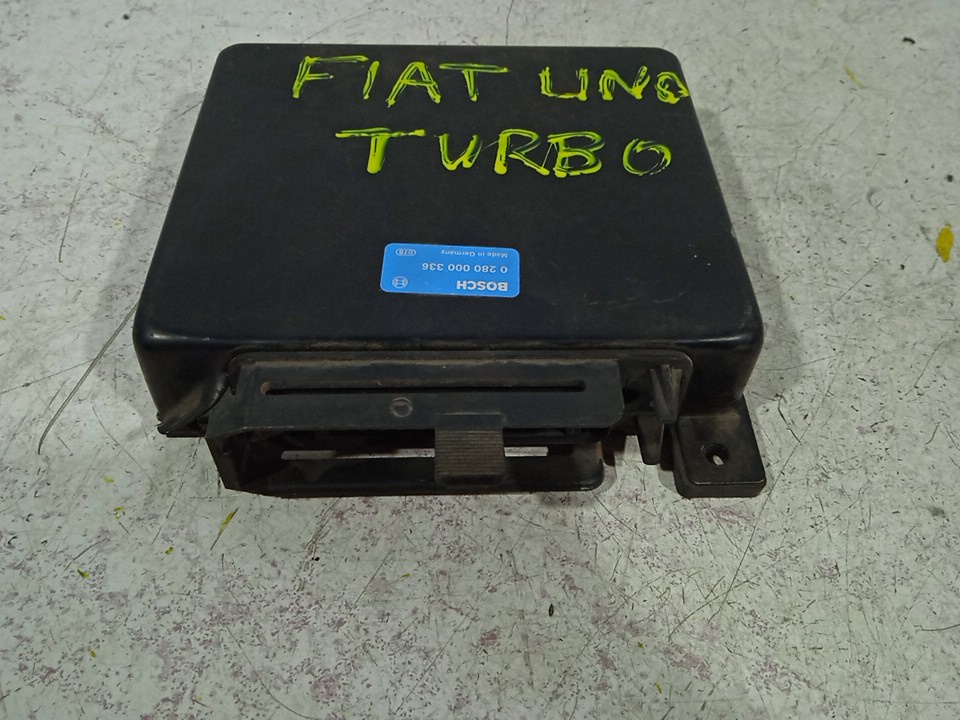 FIAT UNO
TURBO
BOSCH
0 280 000 336
Made in Germany